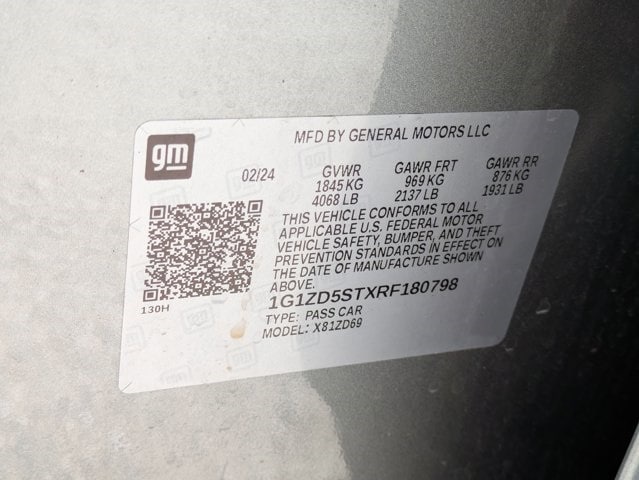 gm
MFD BY GENERAL MOTORS LLC
02/24 GVWR GAWR FRT GAWR RR
1845 KG 969 KG 876 KG
4068 LB 2137 LB 1931 LB
THIS VEHICLE CONFORMS TO ALL
APPLICABLE U.S. FEDERAL MOTOR
VEHICLE SAFETY, BUMPER, AND THEFT
PREVENTION STANDARDS IN EFFECT ON
THE DATE OF MANUFACTURE SHOWN
ABOVE.
130H
1G1ZD5STXRF180798
TYPE: PASS CAR
MODEL: X81ZD69